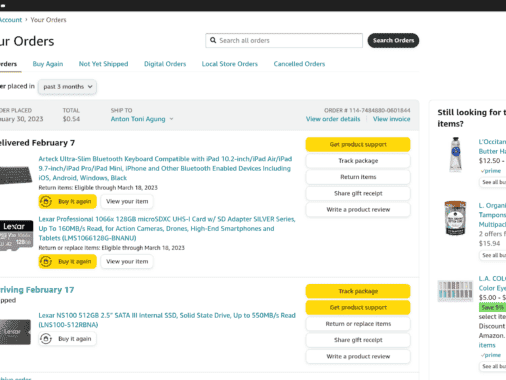 Account › Your Orders
ur Orders
Search all orders
Search Orders
rders
Buy Again
Not Yet Shipped
Digital Orders
Local Store Orders
Cancelled Orders
er placed in
past 3 months
DER PLACED
TOTAL
SHIP TO
ORDER # 114-7484680-0601844
uary 30, 2023
$0.54
Anton Toni Agung
View order details
View invoice
elivered February 7
Arteck Ultra-Slim Bluetooth Keyboard Compatible with iPad 10.2-inch/iPad Air/iPad
9.7-inch/iPad Pro/iPad Mini, iPhone and Other Bluetooth Enabled Devices Including
iOS, Android, Windows, Black
Return items: Eligible through March 18, 2023
Buy it again
View your item
Get product support
Track package
Return items
Share gift receipt
Write a product review
Lexar
128
Lexar Professional 1066x 128GB microSDXC UHS-I Card w/ SD Adapter SILVER Series,
Up To 160MB/s Read, for Action Cameras, Drones, High-End Smartphones and
Tablets (LMS1066128G-BNANU)
Return or replace items: Eligible through March 18, 2023
Buy it again
View your item
riving February 17
pped
Lexar
Lexar NS100 512GB 2.5" SATA III Internal SSD, Solid State Drive, Up to 550MB/s Read
(LNS100-512RBNA)
Buy it again
Track package
Get product support
Return or replace items
Share gift receipt
Write a product review
Still looking for t
items?
L'Occitan
Butter Ha
$12.50 -
prime
See all bu
L. Organi
Tampons
Multipac
2 offers f
$15.94
See all bu
L.A. COLO
Color Eye
$5.00 - $
Save 5%
select ite
Discount
Amazon.
items
prime
See all bu